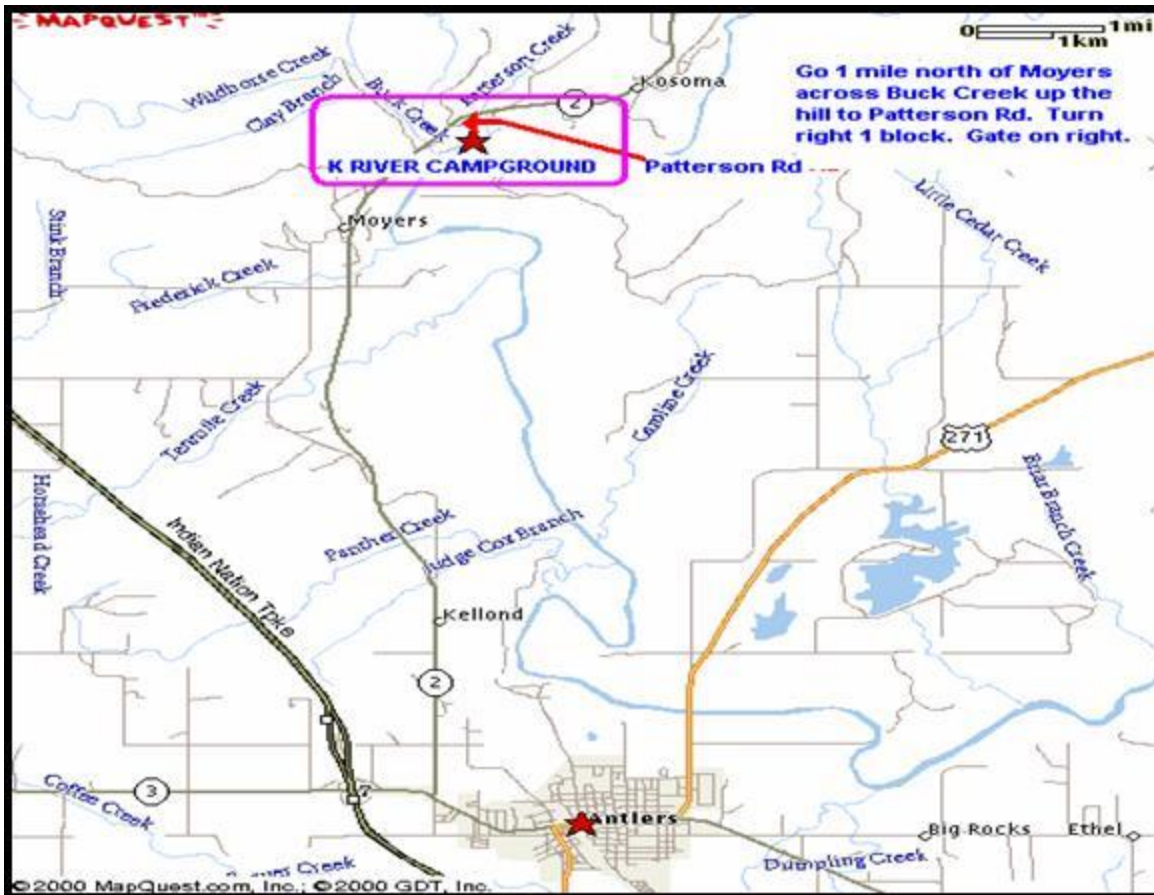 MAPQUEST™
0 1mi
1km
Go 1 mile north of Moyers
across Buck Creek up the
hill to Patterson Rd. Turn
right 1 block. Gate on right.
Wildhorse Creek
Clay Branch
Buck Creek
Patterson Creek
2
Kosoma
K RIVER CAMPGROUND
Patterson Rd
Moyers
Stink Branch
Frederick Creek
Little Cedar Creek
Tenmile Creek
Caroline Creek
271
Horsehead Creek
Indian Nation Tpke
Panther Creek
Judge Cox Branch
Briar Branch Creek
Kellond
2
Coffee Creek
3
Antlers
Big Rocks
Ethel
Dumpling Creek
Creek
©2000 MapQuest.com, Inc.; ©2000 GDT, Inc.